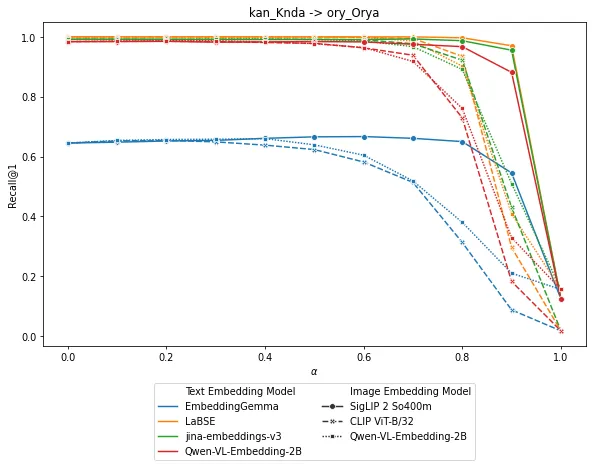 kan_Knda -> ory_Orya
Recall@1
1.0
0.8
0.6
0.4
0.2
0.0
0.0 0.2 0.4 0.6 0.8 1.0
α
Text Embedding Model
EmbeddingGemma
LaBSE
jina-embeddings-v3
Qwen-VL-Embedding-2B
Image Embedding Model
SigLIP 2 So400m
CLIP ViT-B/32
Qwen-VL-Embedding-2B